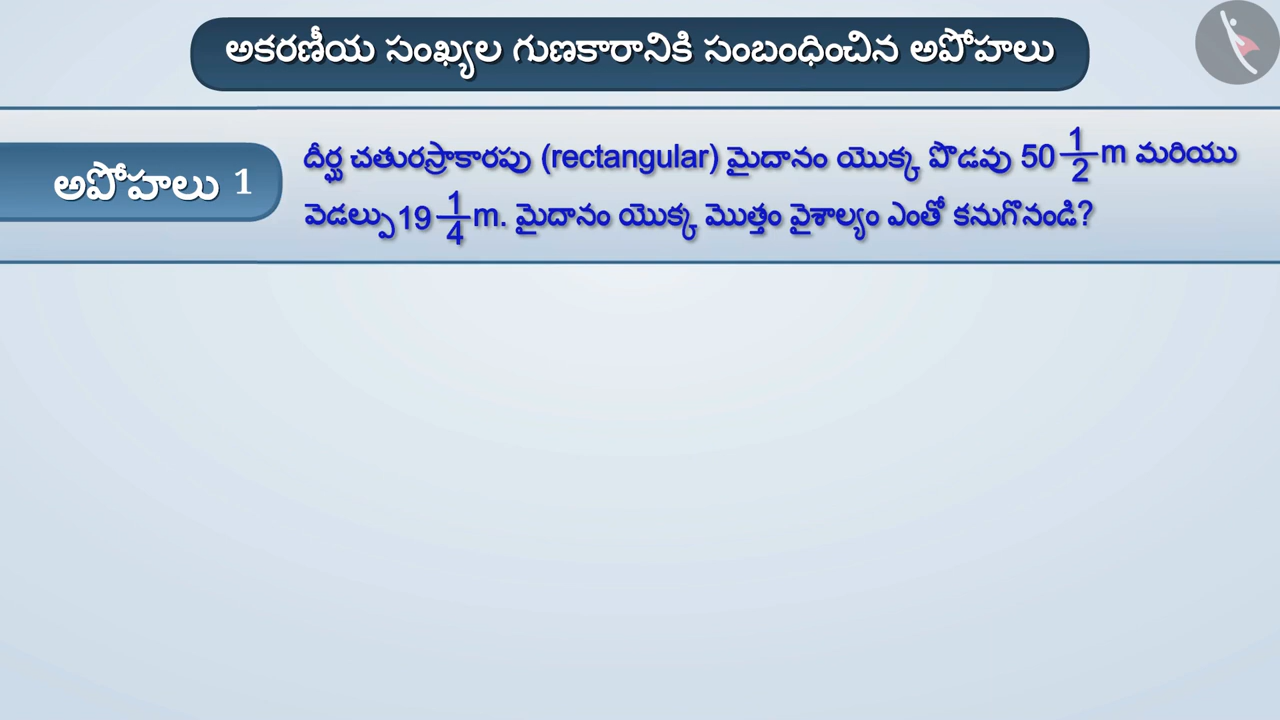 అకరణీయ సంఖ్యల గుణకారానికి సంబంధించిన అపోహలు
అపోహలు 1
దీర్ఘ చతురస్రాకారపు (rectangular) మైదానం యొక్క పొడవు 50 1/2 m మరియు
వెడల్పు 19 1/4 m. మైదానం యొక్క మొత్తం వైశాల్యం ఎంతో కనుగొనండి?